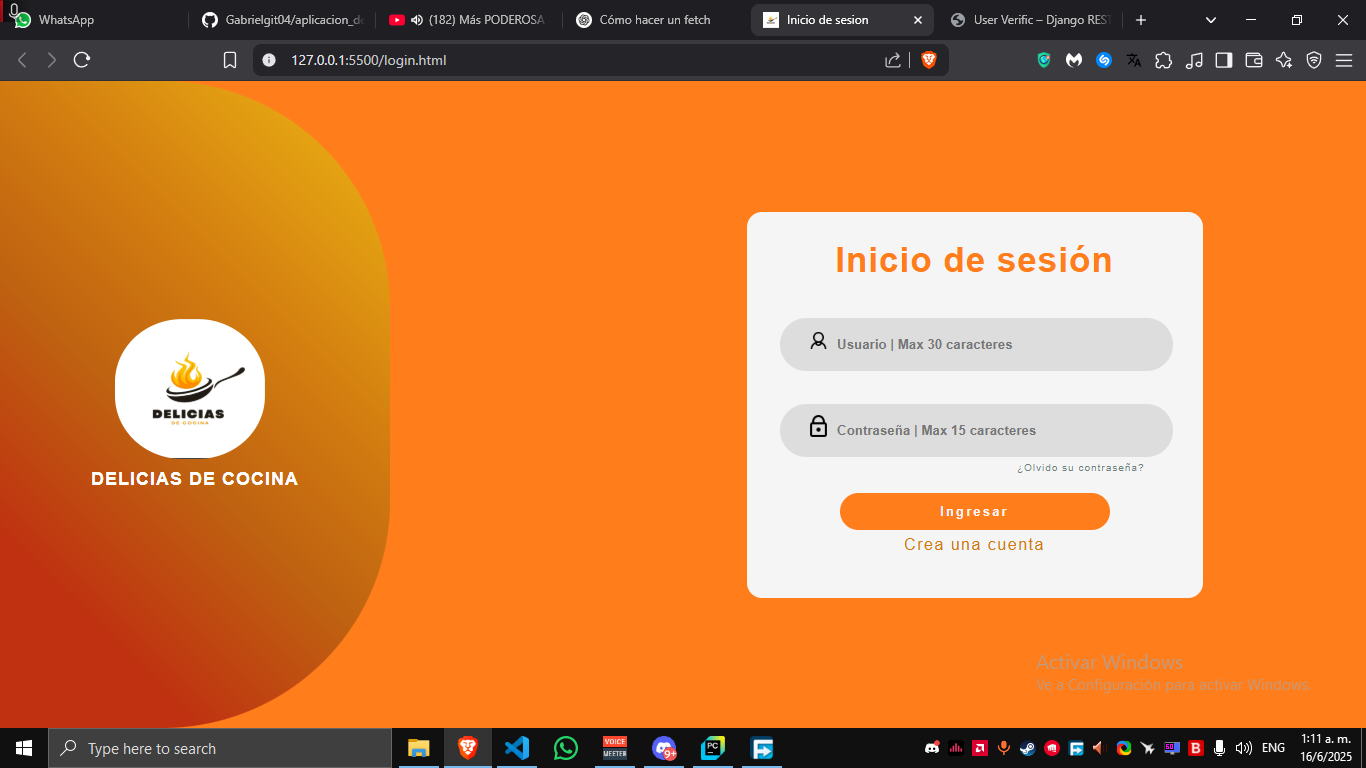 WhatsApp
Gabrielgit04/aplicacion_de
(182) Más PODEROSA
Cómo hacer un fetch
Inicio de sesion
User Verific – Django REST
127.0.0.1:5500/login.html
Inicio de sesión
Usuario | Max 30 caracteres
DELICIAS
DE COCINA
Contraseña | Max 15 caracteres
¿Olvido su contraseña?
DELICIAS DE COCINA
Ingresar
Crea una cuenta
Activar Windows
Ve a Configuración para activar Windows.
Type here to search
VOICE
MEETER
9+
PC
ENG
1:11 a. m.
16/6/2025